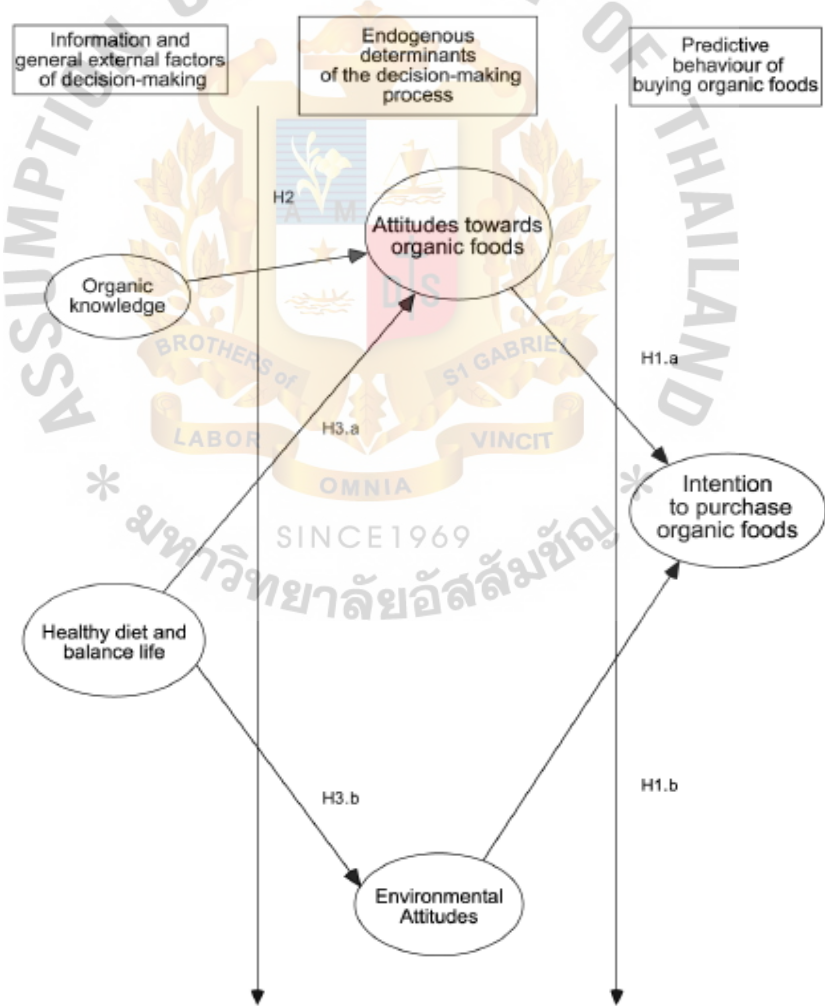 Information and
general external factors
of decision-making
Endogenous
determinants
of the decision-making
process
Predictive
behaviour of
buying organic foods
H2
Attitudes towards
organic foods
Organic
knowledge
H1.a
H3.a
Intention
to purchase
organic foods
Healthy diet and
balance life
H3.b
H1.b
Environmental
Attitudes
ASSUMPTION
OF THAILAND
A M
D S
BROTHERS of
S1 GABRIEL
LABOR
VINCIT
OMNIA
SINCE1969
* มหาวิทยาลัยอัสสัมชัญ *